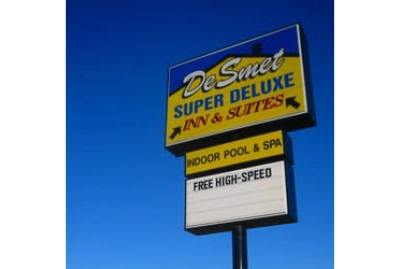 DeSmet
SUPER DELUXE
INN & SUITES
INDOOR POOL & SPA
FREE HIGH-SPEED